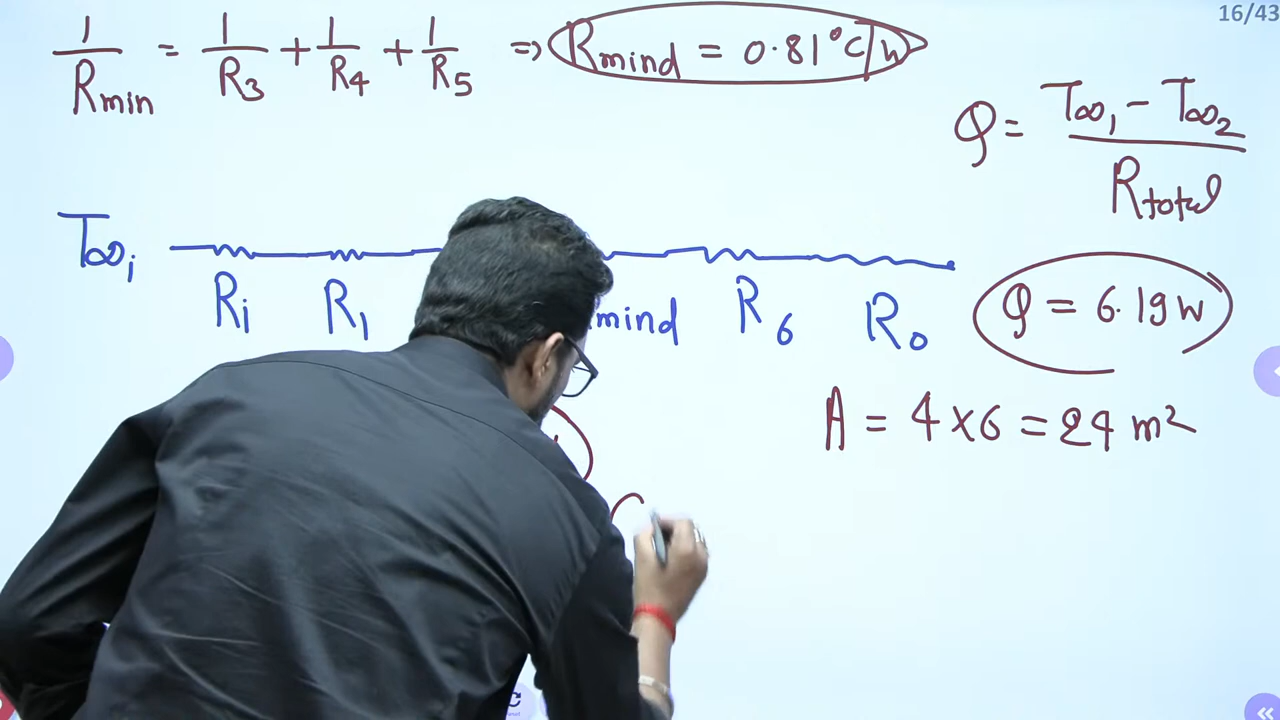 16/43
1/Rmin = 1/R3 + 1/R4 + 1/R5 ⇒ Rmind = 0.81°C/W
Q = T∞1 - T∞2 / Rtotal
T∞i
Ri R1 mind R6 Ro
Q = 6.19 W
A = 4×6 = 24 m²